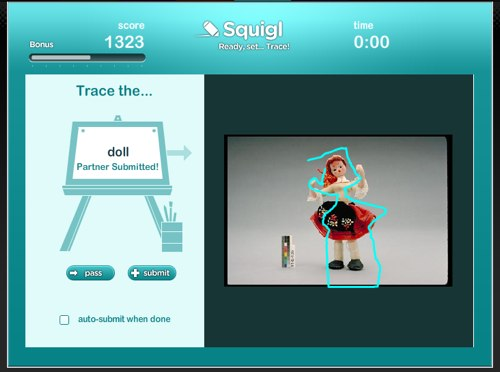 score
1323
Bonus
Squigl
Ready, set... Trace!
time
0:00
Trace the...
doll
Partner Submitted!
pass
submit
auto-submit when done